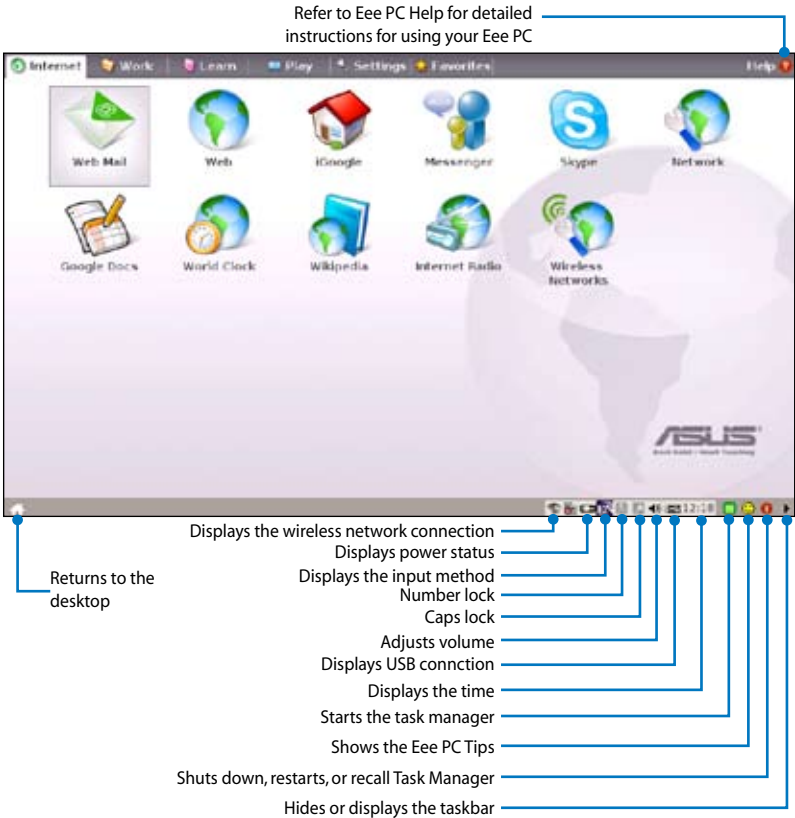 Refer to Eee PC Help for detailed
instructions for using your Eee PC
Internet Work Learn Play Settings Favorites Help
Web Mail Web iGoogle Messenger Skype Network
Google Docs World Clock Wikipedia Internet Radio Wireless
Networks
ASUS
12:18
Displays the wireless network connection
Displays power status
Returns to the
desktop
Displays the input method
Number lock
Caps lock
Adjusts volume
Displays USB connction
Displays the time
Starts the task manager
Shows the Eee PC Tips
Shuts down, restarts, or recall Task Manager
Hides or displays the taskbar